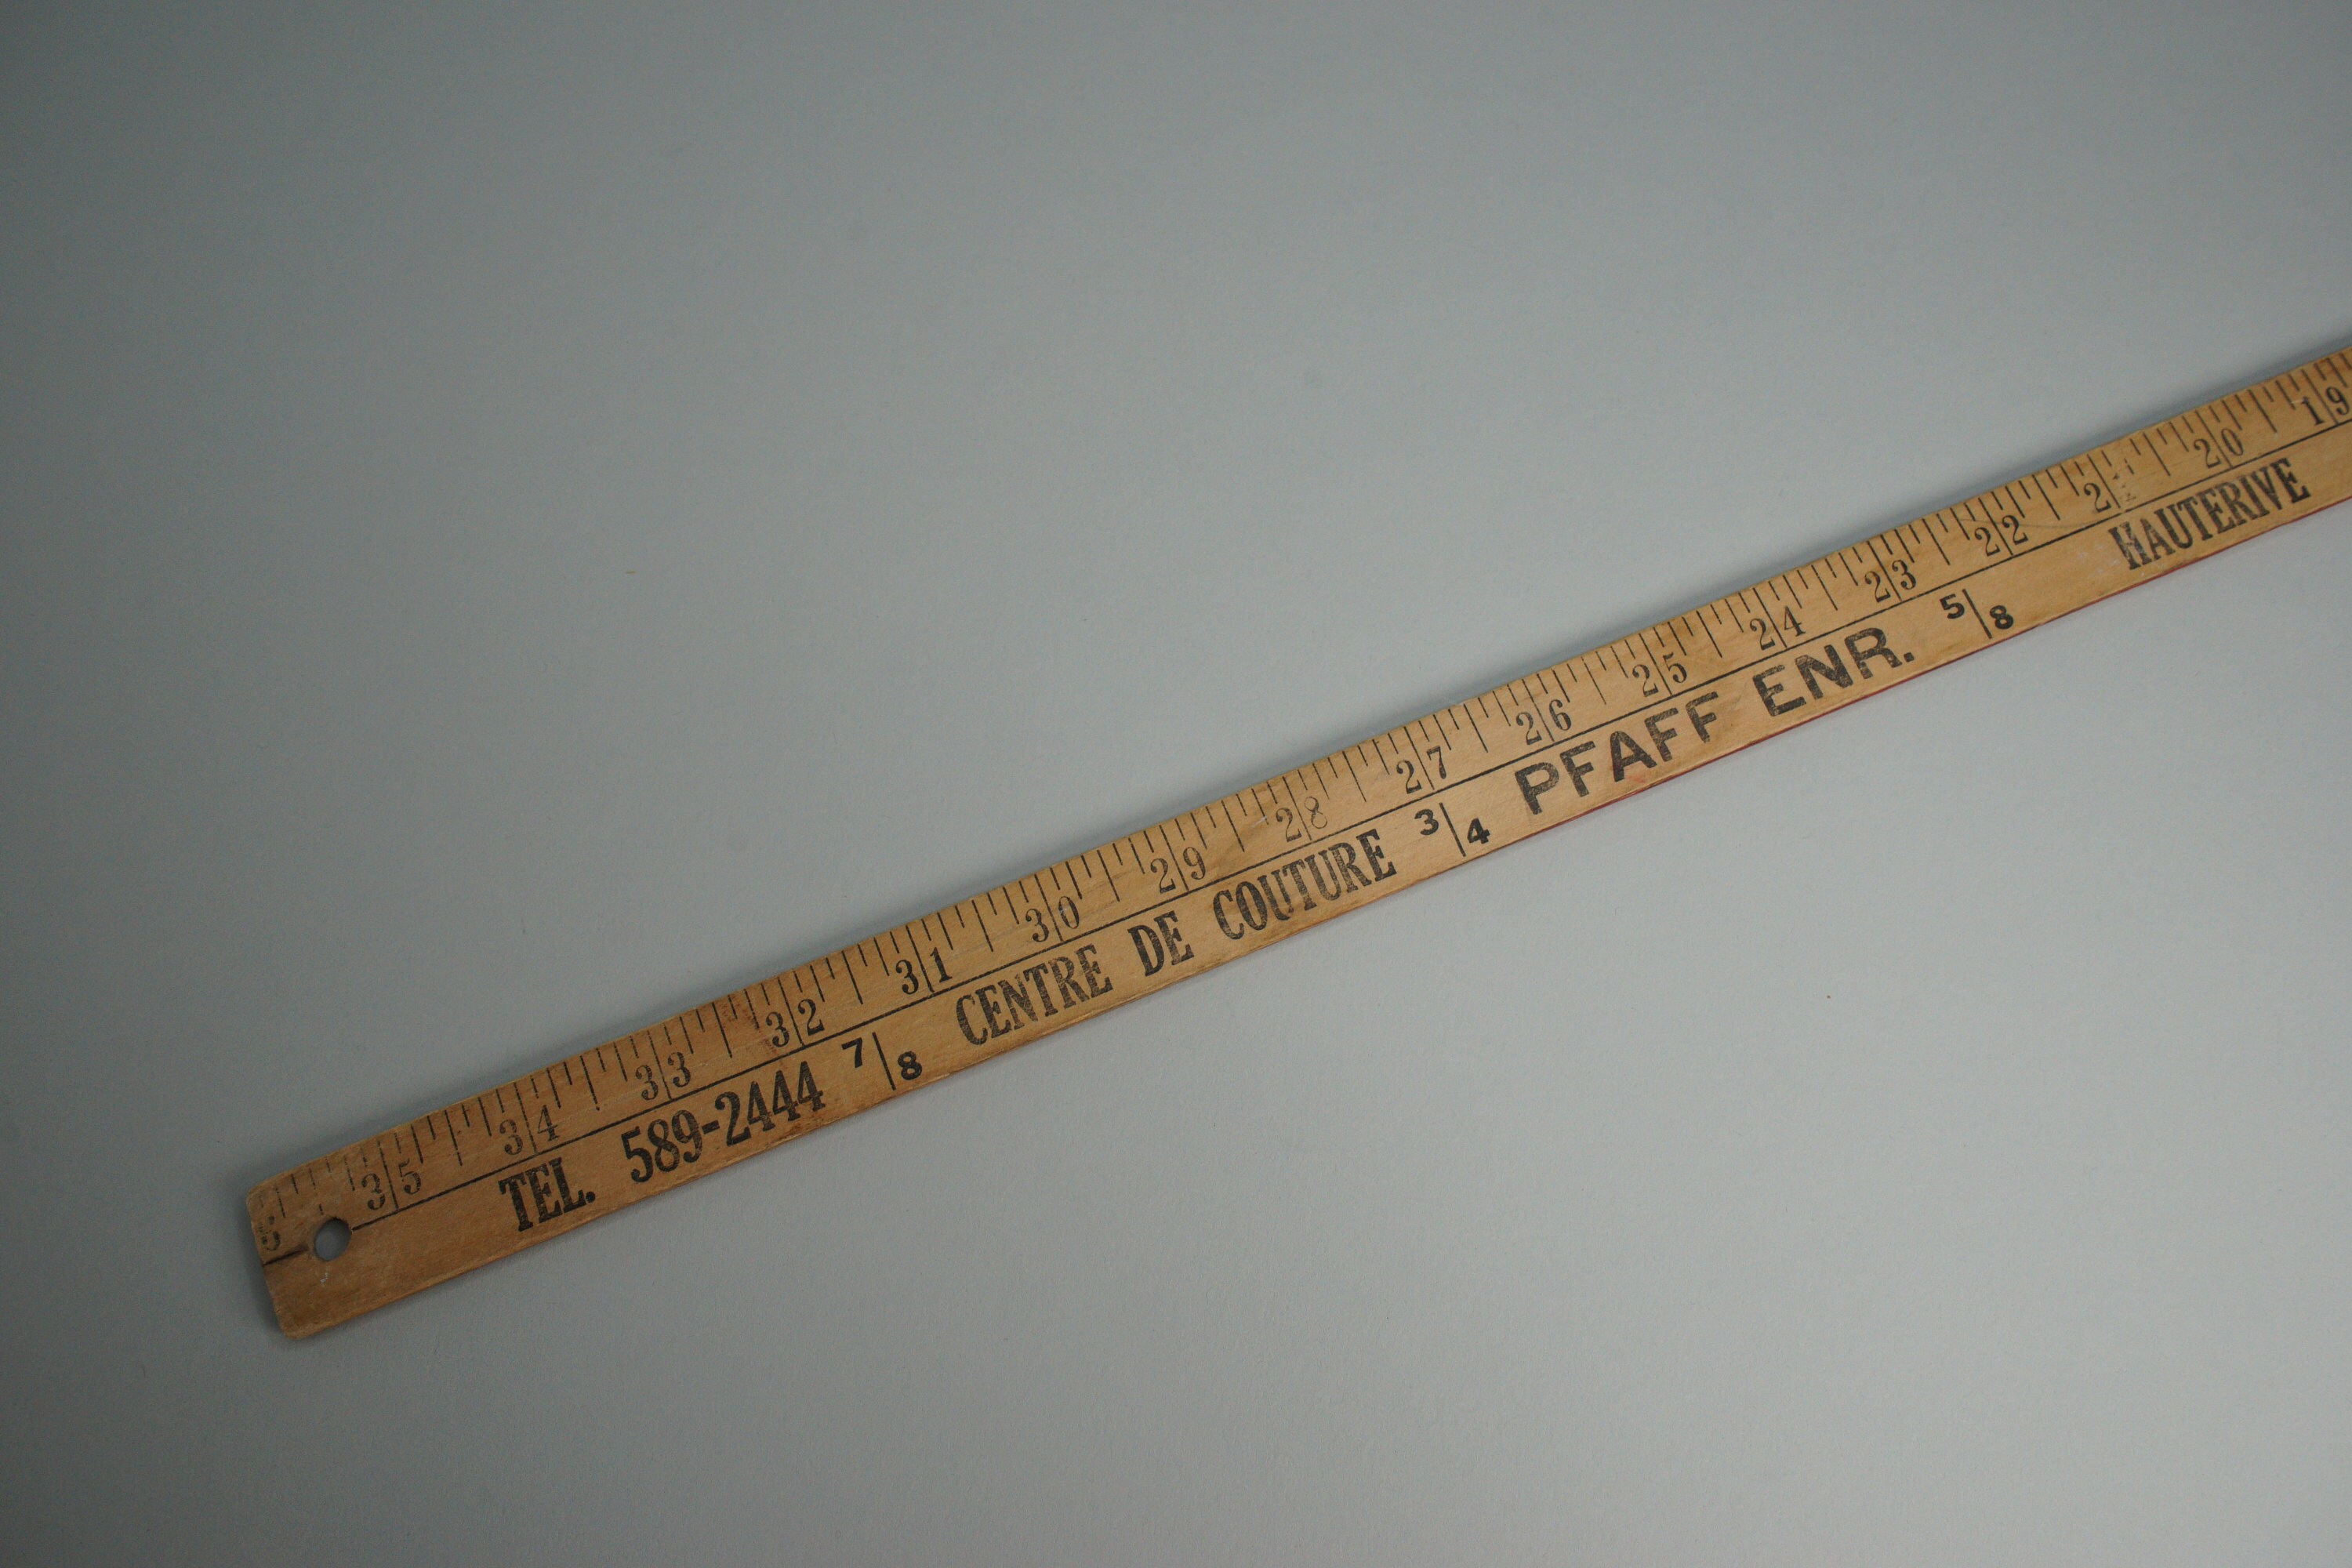 6 35 34 33 32 31 30 29 28 27 26 25 24 23 22 21 20 19
TEL. 589-2444 7/8 CENTRE DE COUTURE 3/4 PFAFF ENR. 5/8 HAUTERIVE